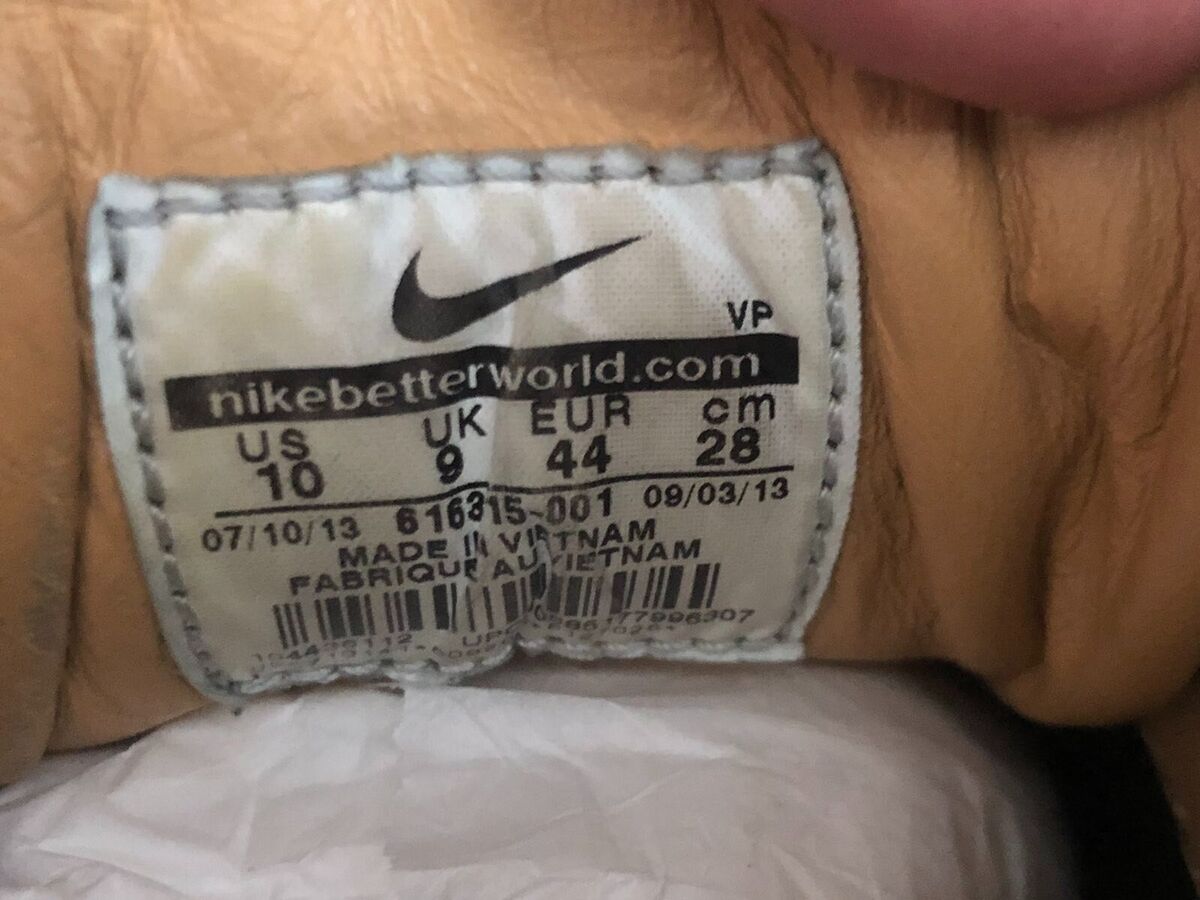 VP
nikebetterworld.com
US UK EUR cm
10 9 44 28
07/10/13 616315-001 09/03/13
MADE IN VIETNAM
FABRIQUE AU VIETNAM